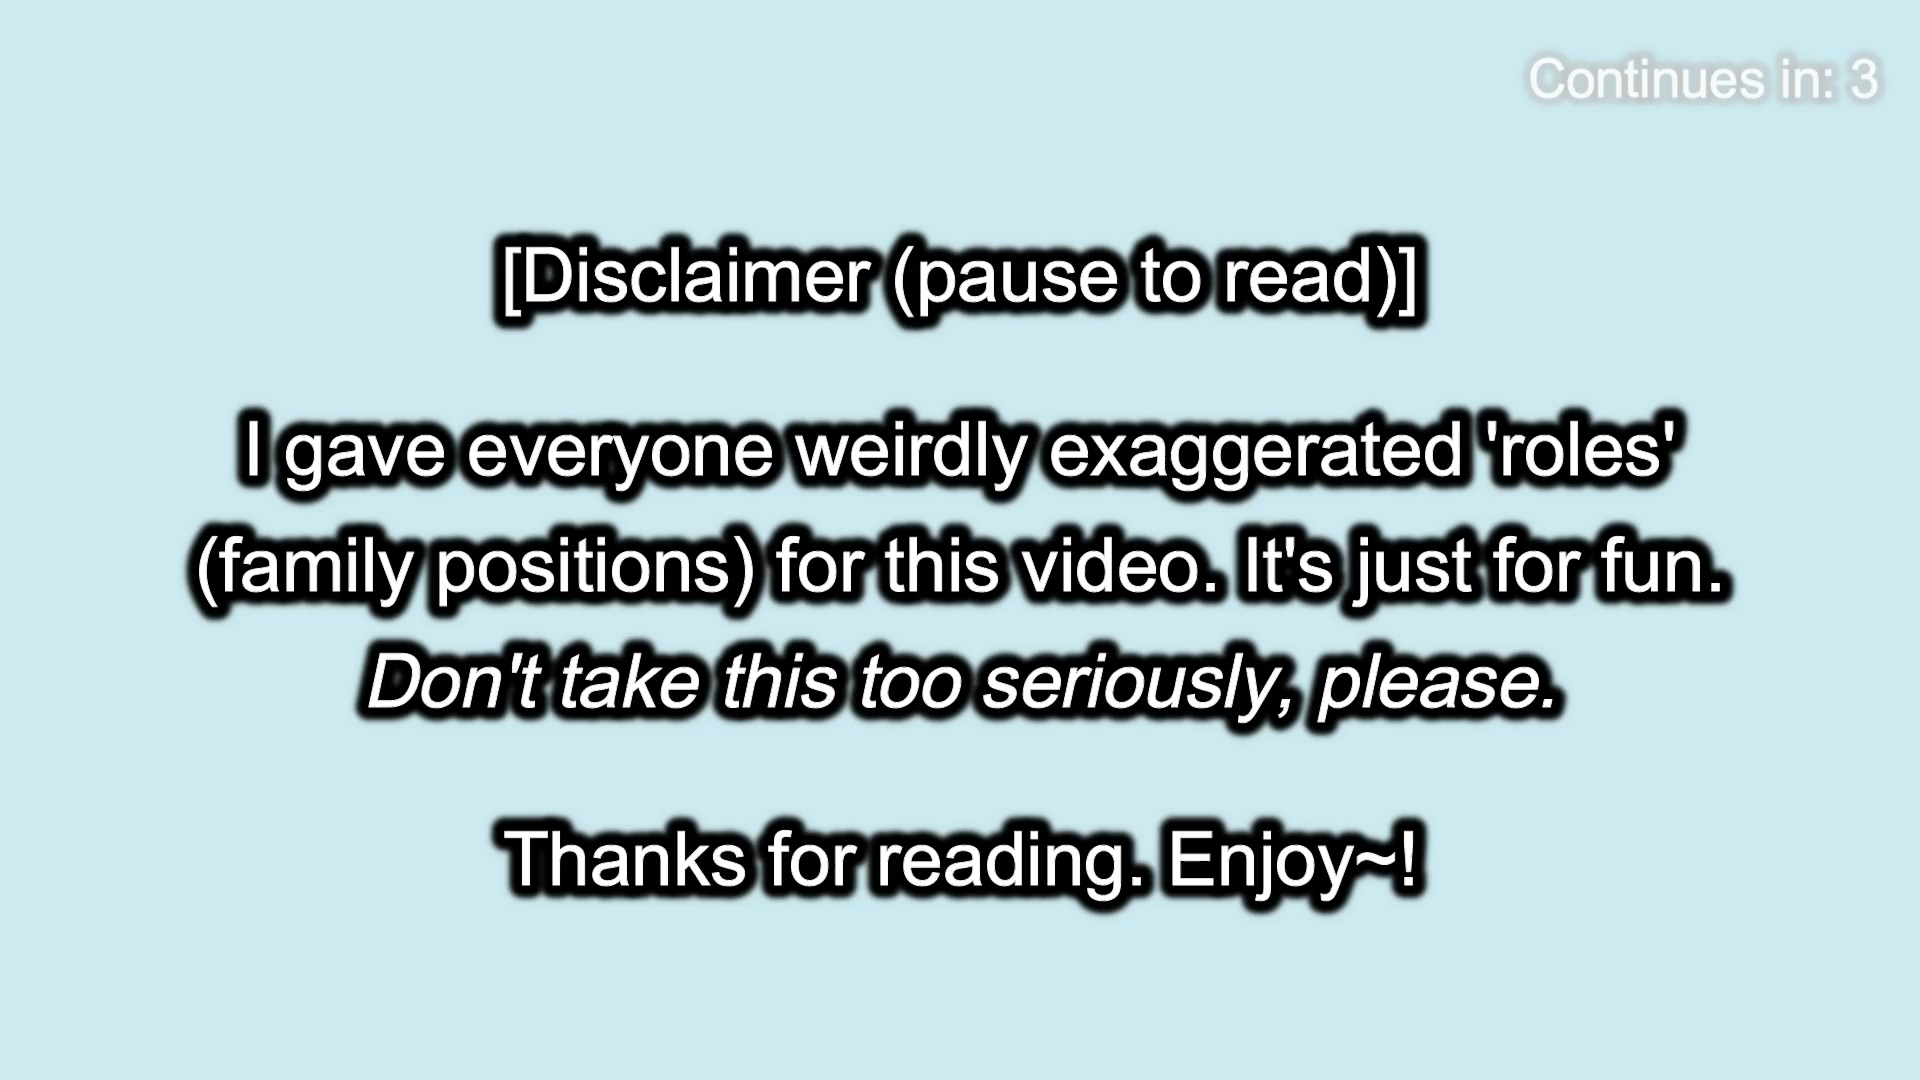 Continues in: 3
[Disclaimer (pause to read)]
I gave everyone weirdly exaggerated 'roles'
(family positions) for this video. It's just for fun.
Don't take this too seriously, please.
Thanks for reading. Enjoy~!